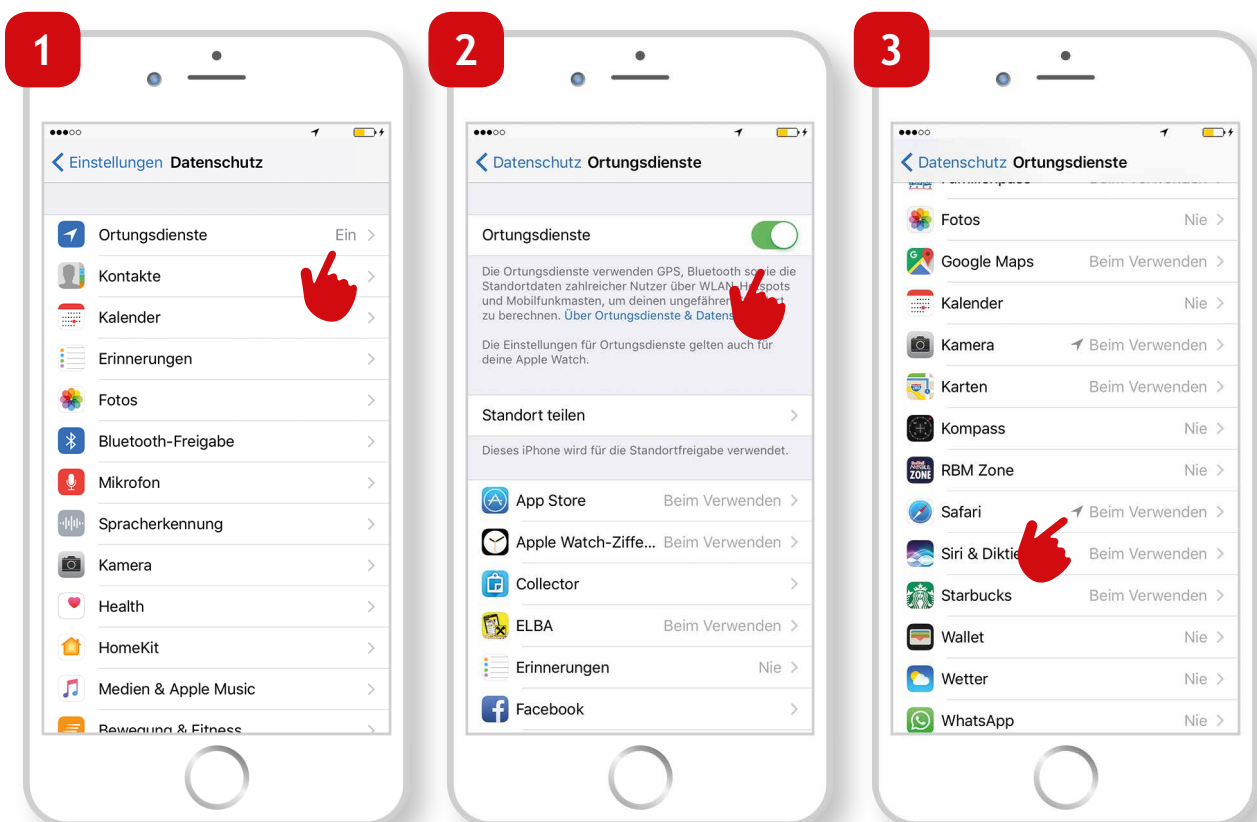 1
Einstellungen Datenschutz
Ortungsdienste Ein
Kontakte
Kalender
Erinnerungen
Fotos
Bluetooth-Freigabe
Mikrofon
Spracherkennung
Kamera
Health
HomeKit
Medien & Apple Music
Bewegung & Fitness
2
Datenschutz Ortungsdienste
Ortungsdienste
Die Ortungsdienste verwenden GPS, Bluetooth sowie die
Standortdaten zahlreicher Nutzer über WLAN-Hotspots
und Mobilfunkmasten, um deinen ungefähren
zu berechnen. Über Ortungsdienste &
Die Einstellungen für Ortungsdienste gelten auch für
deine Apple Watch.
Standort teilen
Dieses iPhone wird für die Standortfreigabe verwendet.
App Store Beim Verwenden
Apple Watch-Ziffe... Beim Verwenden
Collector
ELBA Beim Verwenden
Erinnerungen Nie
Facebook
3
Datenschutz Ortungsdienste
Fotos Nie
Google Maps Beim Verwenden
Kalender Nie
Kamera Beim Verwenden
Karten Beim Verwenden
Kompass Nie
ZONE RBM Zone Nie
Safari Beim Verwenden
Siri & Beim Verwenden
Starbucks Beim Verwenden
Wallet Nie
Wetter Nie
WhatsApp Nie